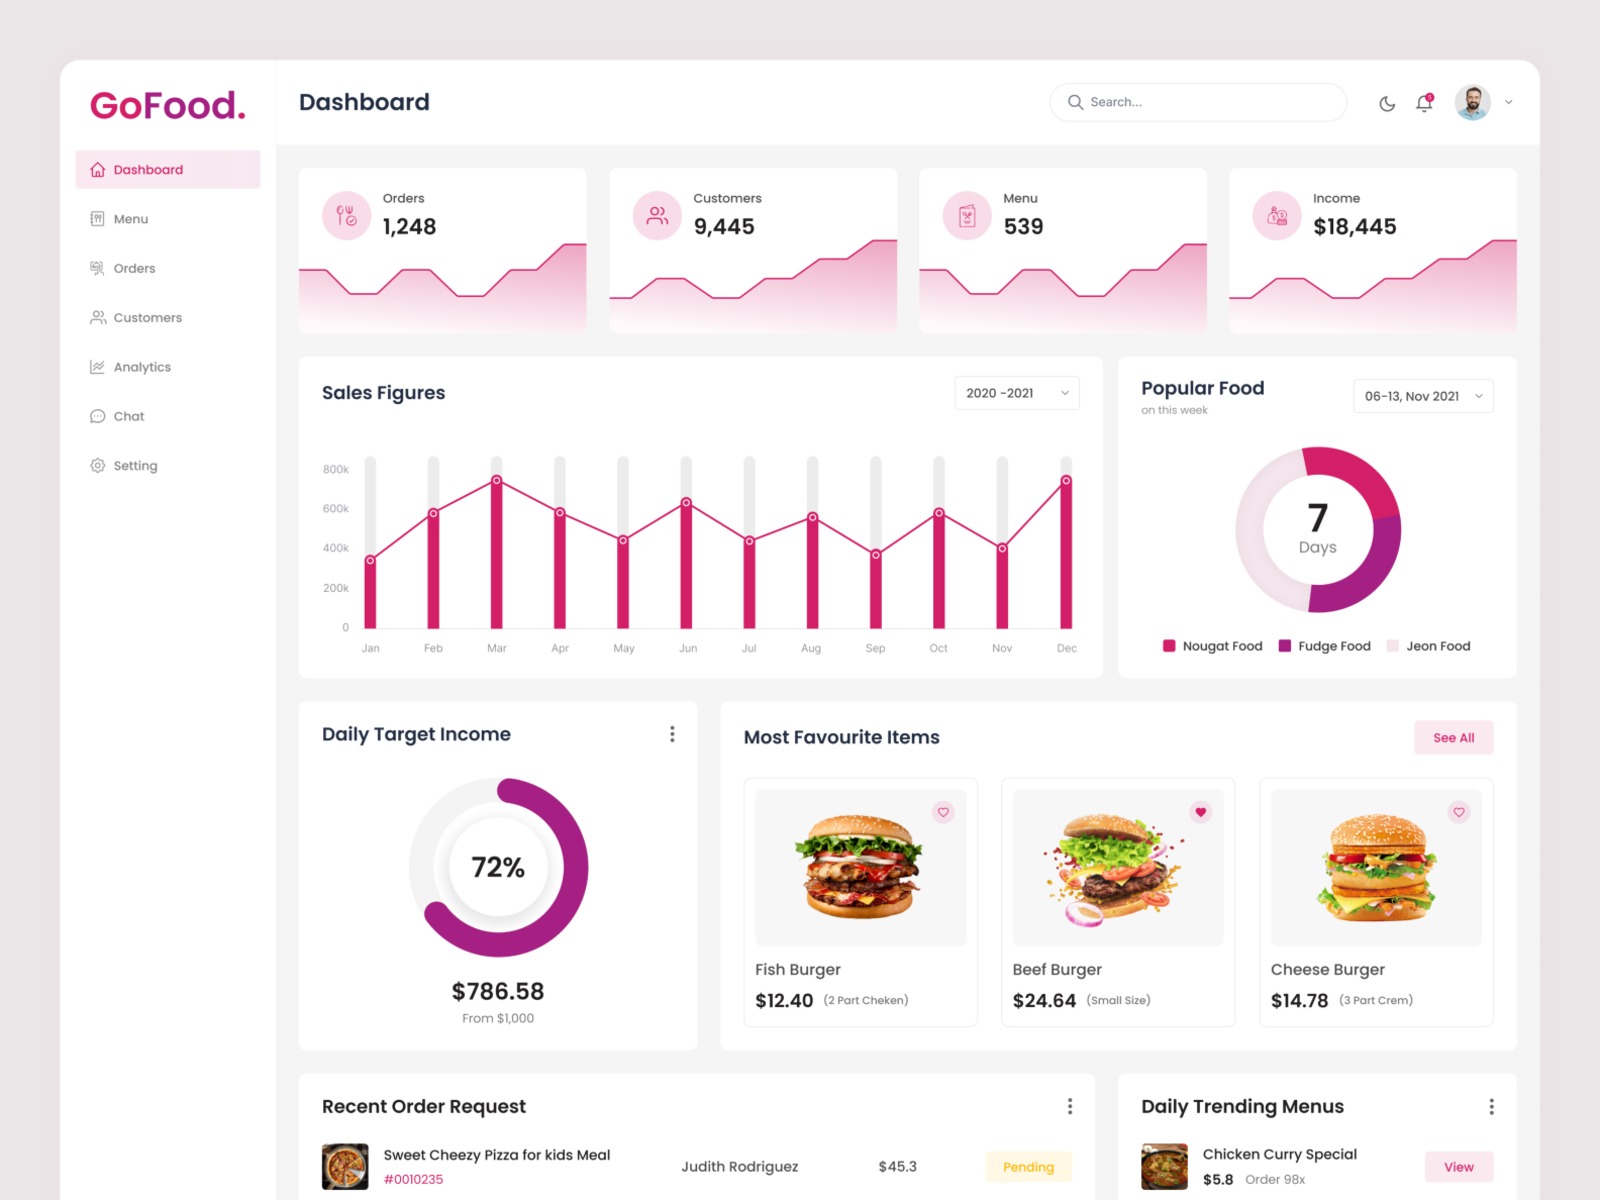 GoFood.
Dashboard
Menu
Orders
Customers
Analytics
Chat
Setting
Dashboard
Search...
Orders
1,248
Customers
9,445
Menu
539
Income
$18,445
Sales Figures
2020 -2021
800k
600k
400k
200k
0
Jan Feb Mar Apr May Jun Jul Aug Sep Oct Nov Dec
Popular Food
on this week
06-13, Nov 2021
7
Days
Nougat Food Fudge Food Jeon Food
Daily Target Income
72%
$786.58
From $1,000
Most Favourite Items
See All
Fish Burger
$12.40 (2 Part Cheken)
Beef Burger
$24.64 (Small Size)
Cheese Burger
$14.78 (3 Part Crem)
Recent Order Request
Sweet Cheezy Pizza for kids Meal
#0010235
Judith Rodriguez
$45.3
Pending
Daily Trending Menus
Chicken Curry Special
$5.8 Order 98x
View